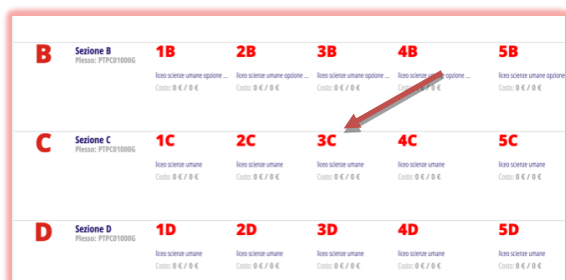 B Sezione B 1B 2B 3B 4B 5B
Plesso: PTPC01000G
liceo scienze umane opzione ... liceo scienze umane opzione ... liceo scienze umane opzione ... liceo scienze umane opzione ... liceo scienze umane opzione
Costo: 0 € / 0 € Costo: 0 € / 0 € Costo: 0 € / 0 € Costo: 0 € / 0 € Costo: 0 € / 0 €
C Sezione C 1C 2C 3C 4C 5C
Plesso: PTPC01000G
liceo scienze umane liceo scienze umane liceo scienze umane liceo scienze umane liceo scienze umane
Costo: 0 € / 0 € Costo: 0 € / 0 € Costo: 0 € / 0 € Costo: 0 € / 0 € Costo: 0 € / 0 €
D Sezione D 1D 2D 3D 4D 5D
Plesso: PTPC01000G
liceo scienze umane liceo scienze umane liceo scienze umane liceo scienze umane liceo scienze umane
Costo: 0 € / 0 € Costo: 0 € / 0 € Costo: 0 € / 0 € Costo: 0 € / 0 € Costo: 0 € / 0 €